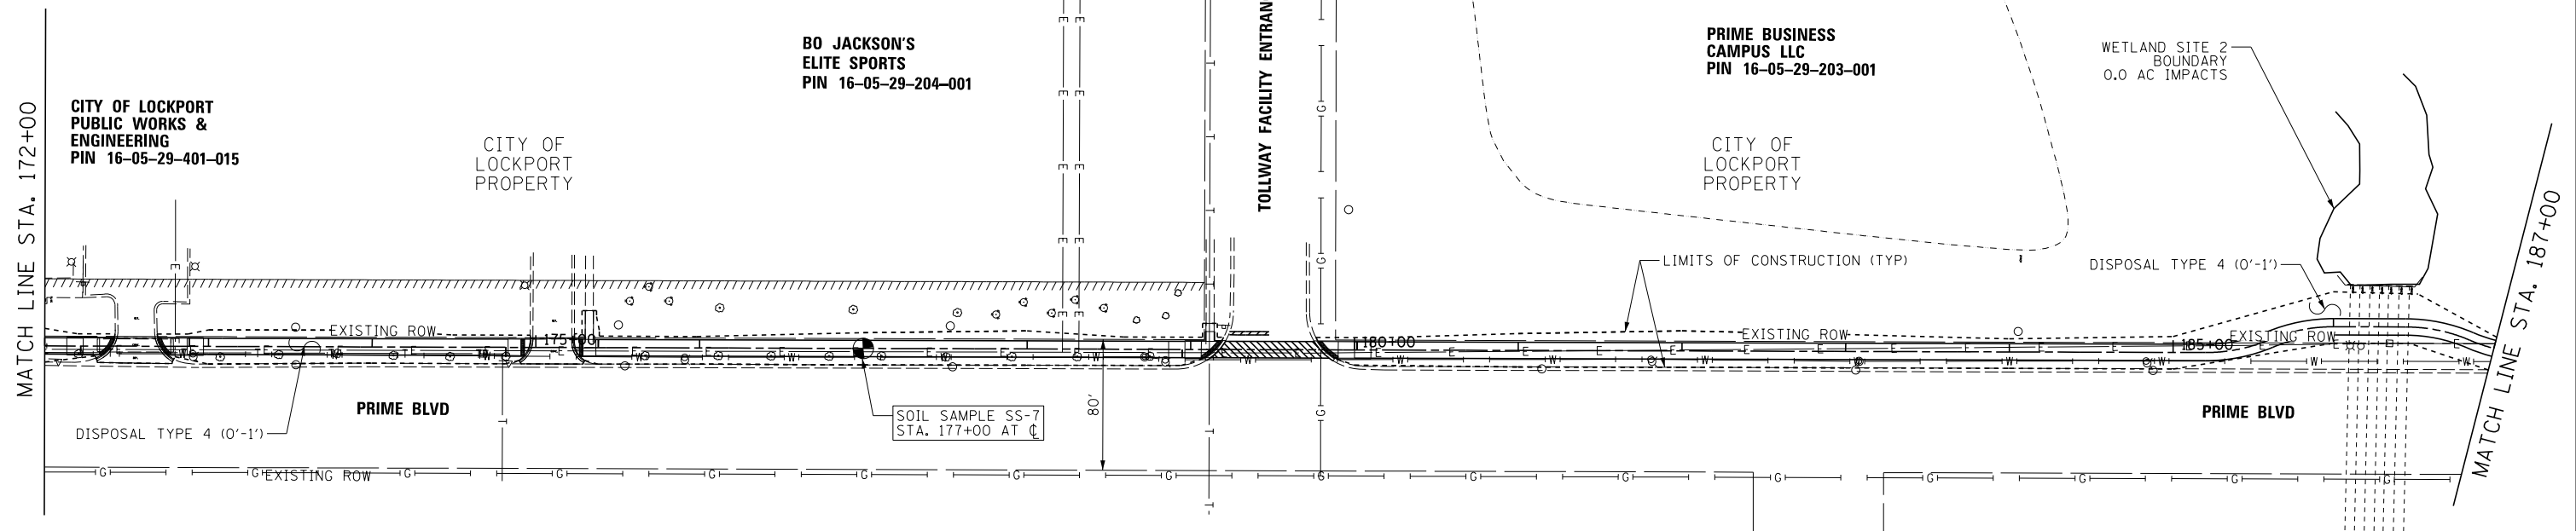 MATCH LINE STA. 172+00
CITY OF LOCKPORT
PUBLIC WORKS &
ENGINEERING
PIN 16-05-29-401-015
CITY OF
LOCKPORT
PROPERTY
BO JACKSON'S
ELITE SPORTS
PIN 16-05-29-204-001
TOLLWAY FACILITY ENTRAN
PRIME BUSINESS
CAMPUS LLC
PIN 16-05-29-203-001
CITY OF
LOCKPORT
PROPERTY
WETLAND SITE 2
BOUNDARY
0.0 AC IMPACTS
LIMITS OF CONSTRUCTION (TYP)
DISPOSAL TYPE 4 (0'-1')
MATCH LINE STA. 187+00
EXISTING ROW
175+00
180+00
EXISTING ROW
185+00
EXISTING ROW
PRIME BLVD
DISPOSAL TYPE 4 (0'-1')
SOIL SAMPLE SS-7
STA. 177+00 AT ℄
80'
PRIME BLVD
EXISTING ROW